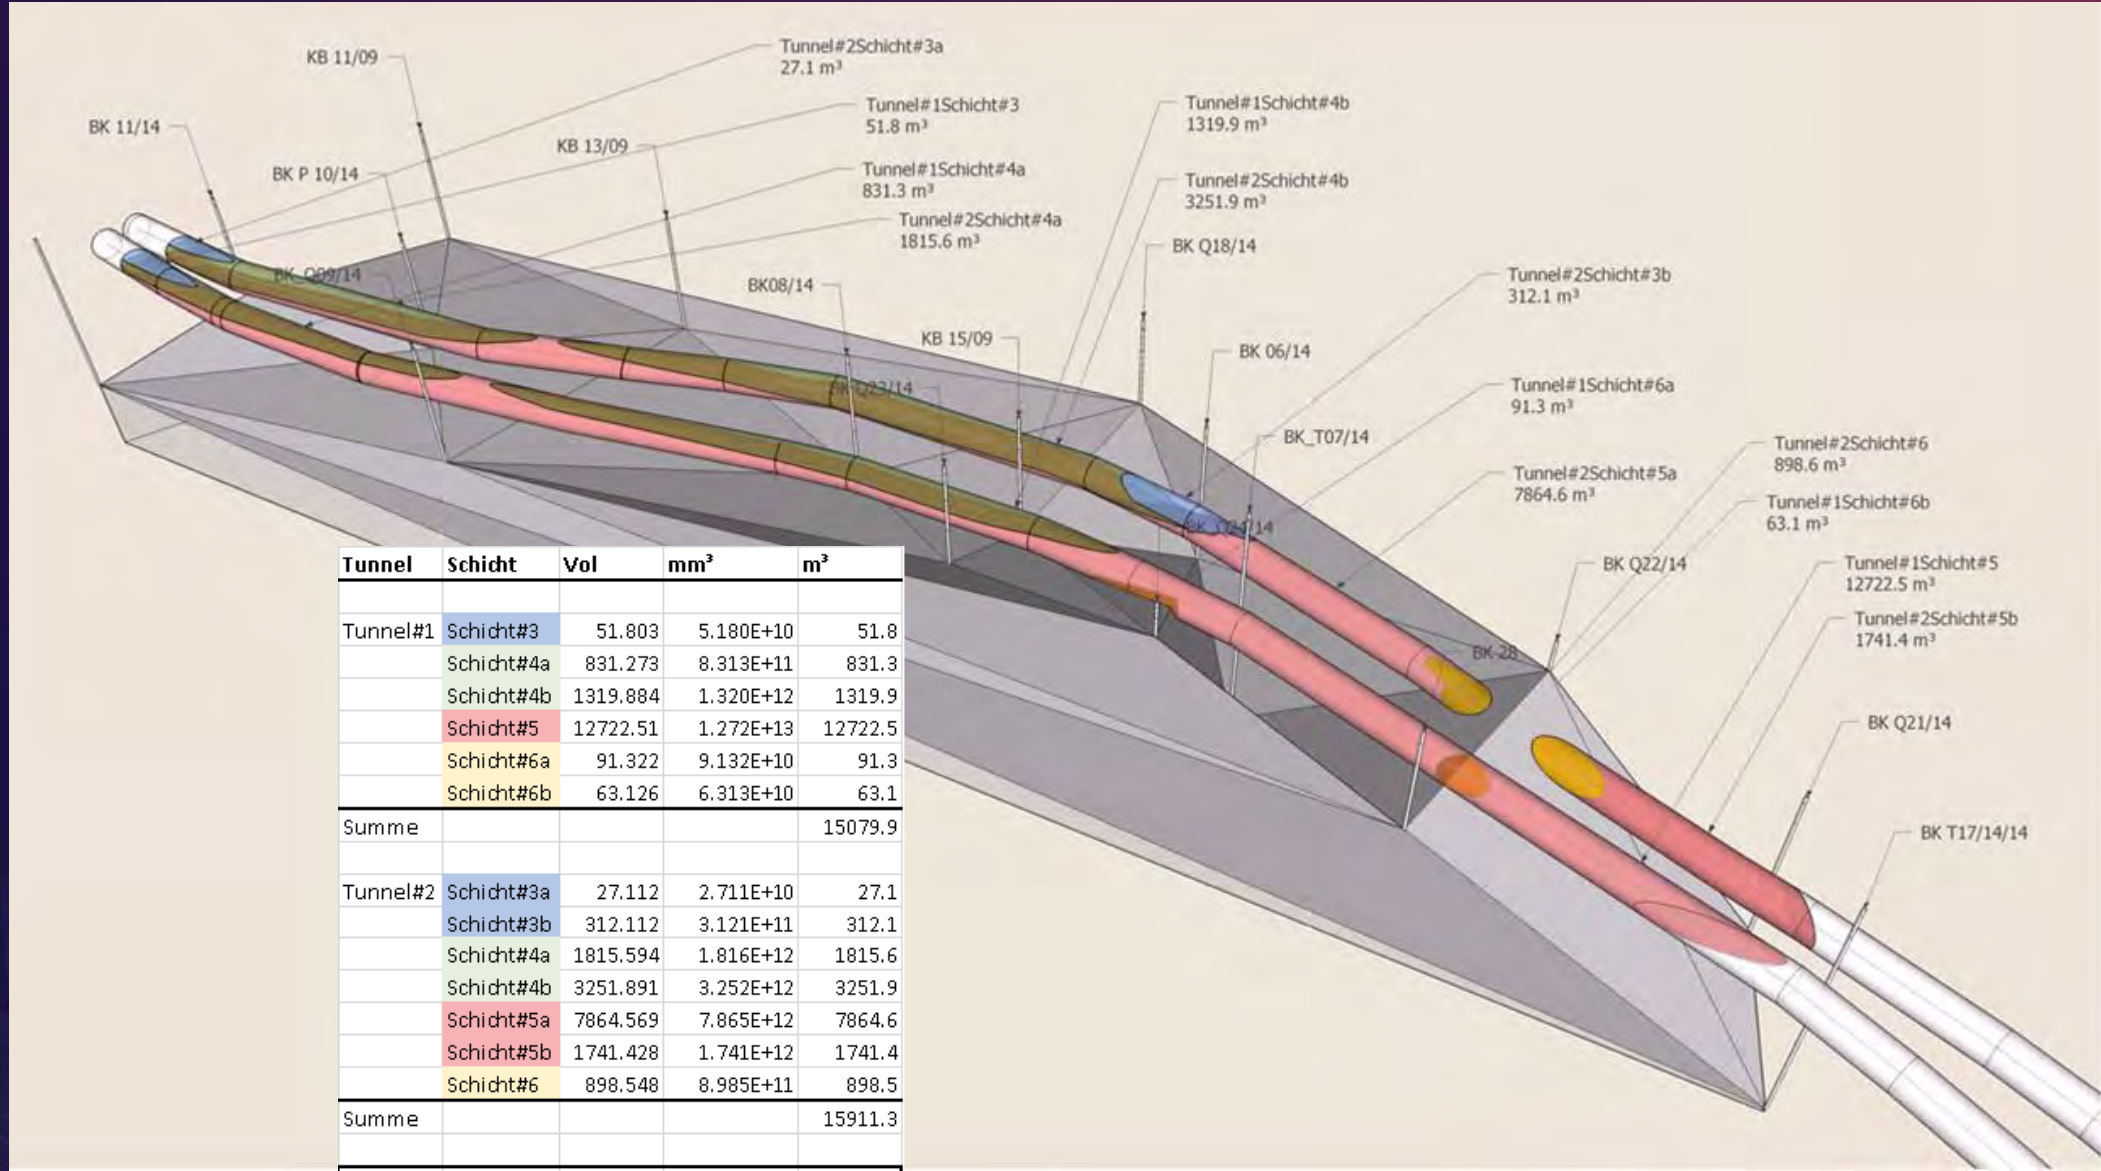 Tunnel#2Schicht#3a
27.1 m³
KB 11/09
Tunnel#1Schicht#3
51.8 m³
Tunnel#1Schicht#4b
1319.9 m³
BK 11/14
KB 13/09
BK P 10/14
Tunnel#1Schicht#4a
831.3 m³
Tunnel#2Schicht#4b
3251.9 m³
Tunnel#2Schicht#4a
1815.6 m³
BK Q18/14
BK_Q09/14
BK08/14
Tunnel#2Schicht#3b
312.1 m³
KB 15/09
BK 06/14
BK Q23/14
Tunnel#1Schicht#6a
91.3 m³
BK_T07/14
Tunnel#2Schicht#6
898.6 m³
Tunnel#2Schicht#5a
7864.6 m³
Tunnel#1Schicht#6b
63.1 m³
BK Q22/14
Tunnel#1Schicht#5
12722.5 m³
Tunnel#2Schicht#5b
1741.4 m³
BK 28
BK Q21/14
BK T17/14/14
Tunnel Schicht Vol mm³ m³
Tunnel#1 Schicht#3 51.803 5.180E+10 51.8
Schicht#4a 831.273 8.313E+11 831.3
Schicht#4b 1319.884 1.320E+12 1319.9
Schicht#5 12722.51 1.272E+13 12722.5
Schicht#6a 91.322 9.132E+10 91.3
Schicht#6b 63.126 6.313E+10 63.1
Summe 15079.9
Tunnel#2 Schicht#3a 27.112 2.711E+10 27.1
Schicht#3b 312.112 3.121E+11 312.1
Schicht#4a 1815.594 1.816E+12 1815.6
Schicht#4b 3251.891 3.252E+12 3251.9
Schicht#5a 7864.569 7.865E+12 7864.6
Schicht#5b 1741.428 1.741E+12 1741.4
Schicht#6 898.548 8.985E+11 898.5
Summe 15911.3